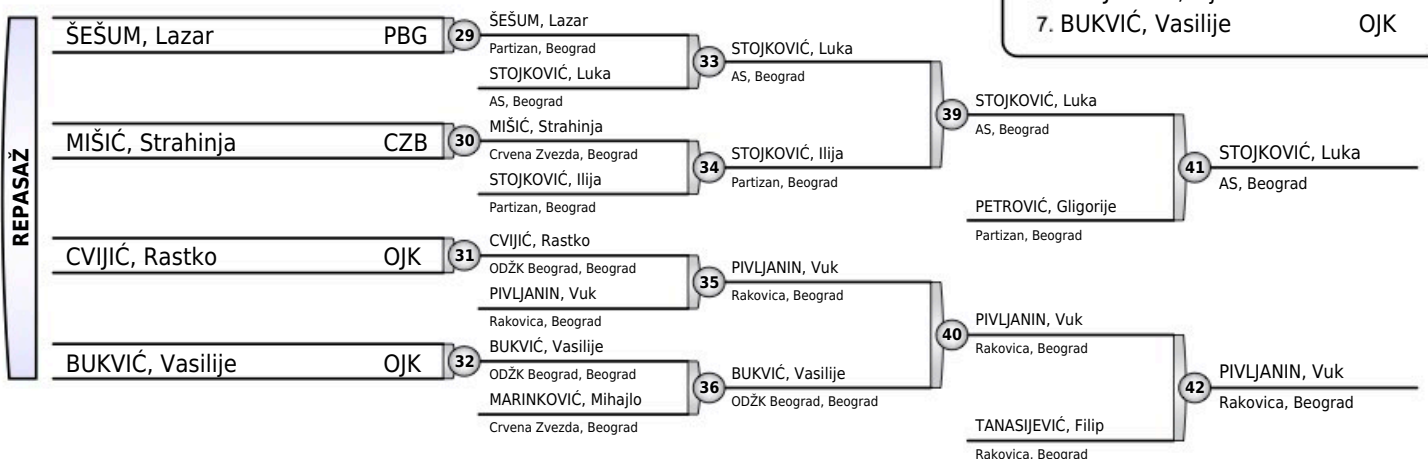 REPASAŽ
7. BUKVIĆ, Vasilije OJK
ŠEŠUM, Lazar PBG
MIŠIĆ, Strahinja CZB
CVIJIĆ, Rastko OJK
BUKVIĆ, Vasilije OJK
29
30
31
32
ŠEŠUM, Lazar
Partizan, Beograd
STOJKOVIĆ, Luka
AS, Beograd
MIŠIĆ, Strahinja
Crvena Zvezda, Beograd
STOJKOVIĆ, Ilija
Partizan, Beograd
CVIJIĆ, Rastko
ODŽK Beograd, Beograd
PIVLJANIN, Vuk
Rakovica, Beograd
BUKVIĆ, Vasilije
ODŽK Beograd, Beograd
MARINKOVIĆ, Mihajlo
Crvena Zvezda, Beograd
33
34
35
36
STOJKOVIĆ, Luka
AS, Beograd
STOJKOVIĆ, Ilija
Partizan, Beograd
PIVLJANIN, Vuk
Rakovica, Beograd
BUKVIĆ, Vasilije
ODŽK Beograd, Beograd
39
40
STOJKOVIĆ, Luka
AS, Beograd
PETROVIĆ, Gligorije
Partizan, Beograd
PIVLJANIN, Vuk
Rakovica, Beograd
TANASIJEVIĆ, Filip
Rakovica, Beograd
41
42
STOJKOVIĆ, Luka
AS, Beograd
PIVLJANIN, Vuk
Rakovica, Beograd